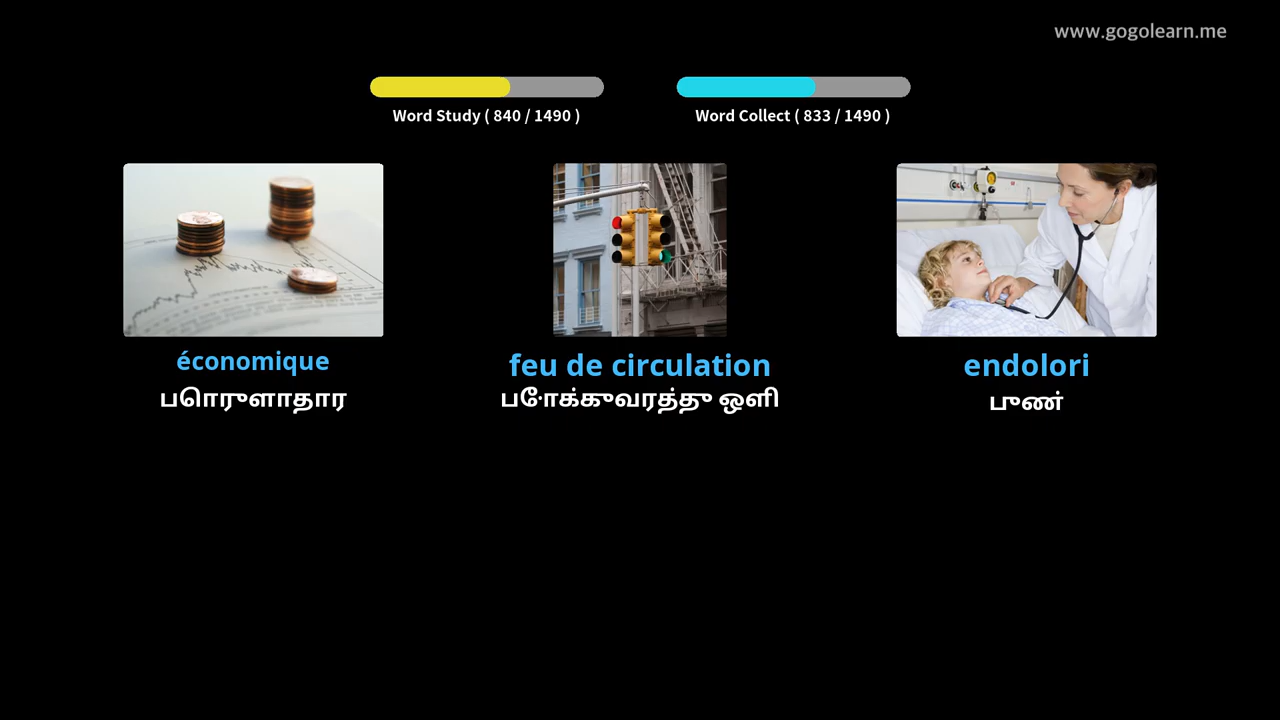 www.gogolearn.me
Word Study ( 840 / 1490 )
Word Collect ( 833 / 1490 )
économique
feu de circulation
endolori
பொருளாதார
போக்குவரத்து ஒளி
புண்